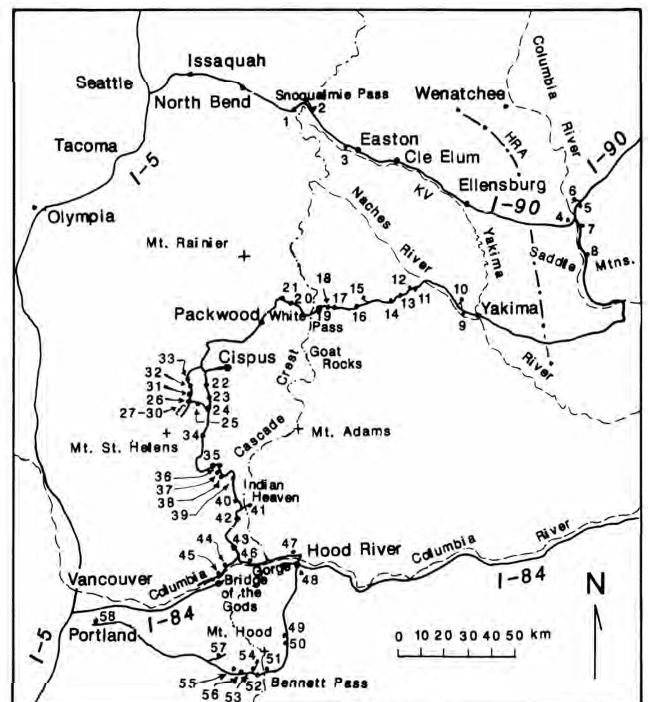 Issaquah
Seattle
North Bend
Snoqualmie Pass
Wenatchee
Columbia
River
1
2
3
Easton
Cle Elum
HRA
I-90
Tacoma
I-5
Ellensburg
KV
I-90
6
5
4
7
8
Olympia
Naches
River
Yakima
Saddle
Mtns.
Mt. Rainier
18
15
12
21
20
17
13
11
10
Packwood
White
19
16
14
Pass
9
Yakima
33
Cispus
Crest
Goat
Rocks
River
32
31
22
26
23
27-30
24
25
Cascade
34
Mt. St. Helens
Mt. Adams
35
36
37
38
39
Indian
Heaven
40
41
42
43
44
46
47
Hood River
Columbia
River
45
Gorge
48
Vancouver
Columbia
Bridge
of the
Gods
I-84
I-84
N
58
Portland
I-5
Mt. Hood
49
50
57
54
51
0 10 20 30 40 50 km
55
56
53
52
Bennett Pass